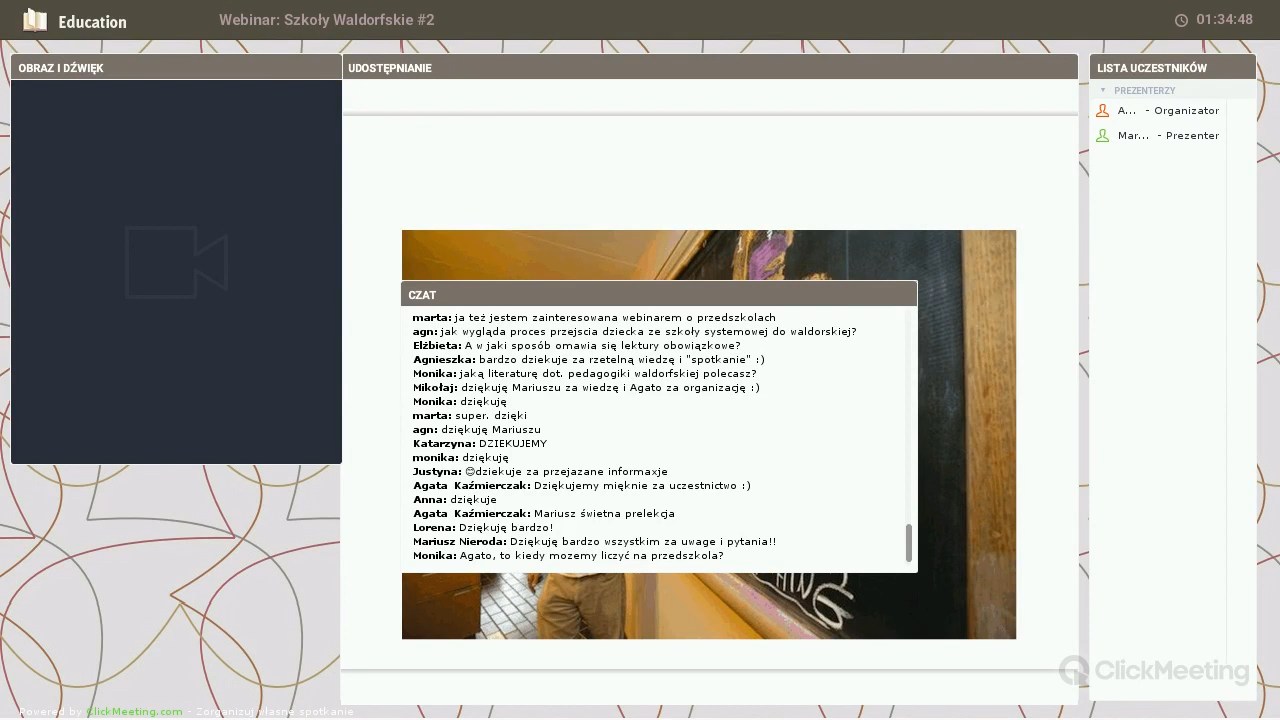 Education
Webinar: Szkoły Waldorfskie #2
01:34:48
OBRAZ I DŹWIĘK
UDOSTĘPNIANIE
LISTA UCZESTNIKÓW
PREZENTERZY
A... - Organizator
Mar... - Prezenter
CZAT
marta: ja też jestem zainteresowana webinarem o przedszkolach
agn: jak wygląda proces przejscia dziecka ze szkoły systemowej do waldorskiej?
Elżbieta: A w jaki sposób omawia się lektury obowiązkowe?
Agnieszka: bardzo dziekuje za rzetelną wiedzę i "spotkanie" :)
Monika: jaką literaturę dot. pedagogiki waldorfskiej polecasz?
Mikołaj: dziękuję Mariuszu za wiedzę i Agato za organizację :)
Monika: dziękuję
marta: super. dzięki
agn: dziękuję Mariuszu
Katarzyna: DZIEKUJEMY
monika: dziękuję
Justyna: 😊dziekuje za przejazane informaxje
Agata Kaźmierczak: Dziękujemy mięknie za uczestnictwo :)
Anna: dziękuje
Agata Kaźmierczak: Mariusz świetna prelekcja
Lorena: Dziękuję bardzo!
Mariusz Nieroda: Dziękuję bardzo wszystkim za uwage i pytania!!
Monika: Agato, to kiedy mozemy liczyć na przedszkola?
ClickMeeting
Powered by ClickMeeting.com - Zorganizuj własne spotkanie